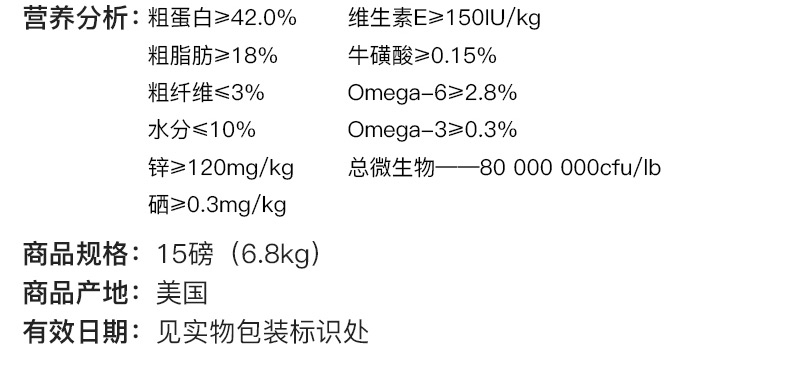 营养分析：粗蛋白≥42.0% 维生素E≥150IU/kg
粗脂肪≥18% 牛磺酸≥0.15%
粗纤维≤3% Omega-6≥2.8%
水分≤10% Omega-3≥0.3%
锌≥120mg/kg 总微生物——80 000 000cfu/lb
硒≥0.3mg/kg
商品规格：15磅（6.8kg）
商品产地：美国
有效日期：见实物包装标识处